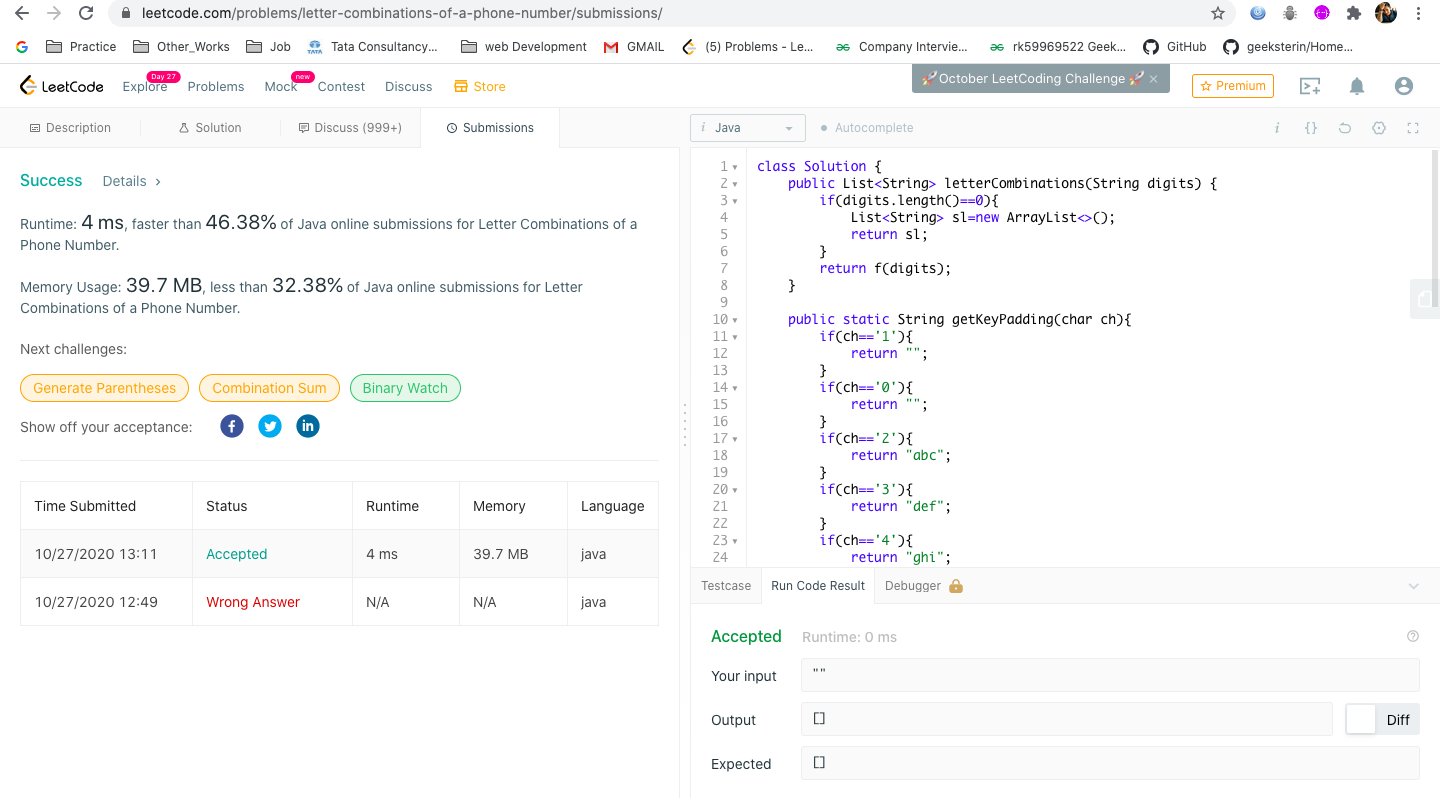 leetcode.com/problems/letter-combinations-of-a-phone-number/submissions/
Practice Other_Works Job Tata Consultancy... web Development GMAIL (5) Problems - Le... Company Intervie... rk59969522 Geek... GitHub geeksterin/Home...
LeetCode Explore Day 27 Problems Mock new Contest Discuss Store 🚀October LeetCoding Challenge 🚀 × Premium
Description Solution Discuss (999+) Submissions
i Java Autocomplete
Success Details ›
Runtime: 4 ms, faster than 46.38% of Java online submissions for Letter Combinations of a
Phone Number.
Memory Usage: 39.7 MB, less than 32.38% of Java online submissions for Letter
Combinations of a Phone Number.
Next challenges:
Generate Parentheses Combination Sum Binary Watch
Show off your acceptance:
Time Submitted Status Runtime Memory Language
10/27/2020 13:11 Accepted 4 ms 39.7 MB java
10/27/2020 12:49 Wrong Answer N/A N/A java
1 class Solution {
2 public List<String> letterCombinations(String digits) {
3 if(digits.length()==0){
4 List<String> sl=new ArrayList<>();
5 return sl;
6 }
7 return f(digits);
8 }
9
10 public static String getKeyPadding(char ch){
11 if(ch=='1'){
12 return "";
13 }
14 if(ch=='0'){
15 return "";
16 }
17 if(ch=='2'){
18 return "abc";
19 }
20 if(ch=='3'){
21 return "def";
22 }
23 if(ch=='4'){
24 return "ghi";
Testcase Run Code Result Debugger
Accepted Runtime: 0 ms
Your input ""
Output [] Diff
Expected []